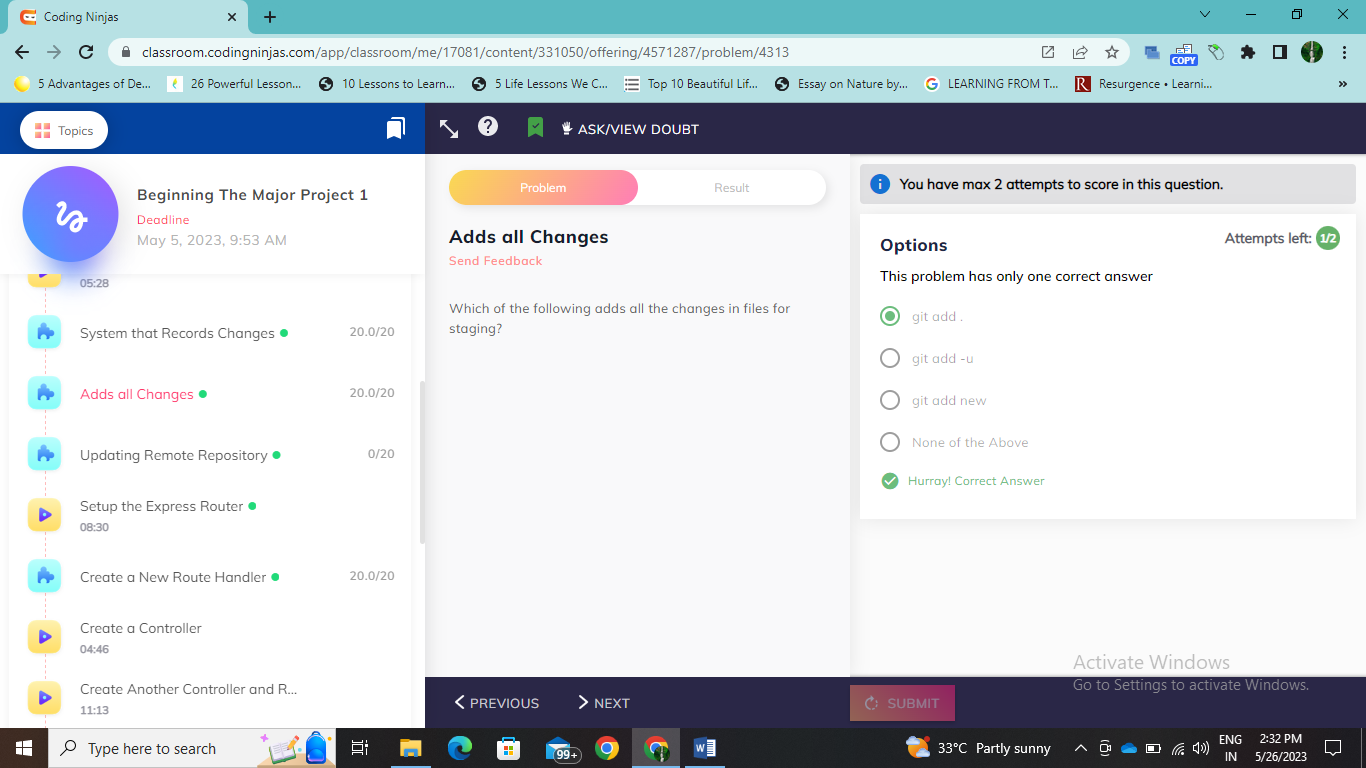 Coding Ninjas
classroom.codingninjas.com/app/classroom/me/17081/content/331050/offering/4571287/problem/4313
COPY
5 Advantages of De...
26 Powerful Lesson...
10 Lessons to Learn...
5 Life Lessons We C...
Top 10 Beautiful Lif...
Essay on Nature by...
LEARNING FROM T...
Resurgence • Learni...
Topics
ASK/VIEW DOUBT
Beginning The Major Project 1
Deadline
May 5, 2023, 9:53 AM
05:28
System that Records Changes
20.0/20
Adds all Changes
20.0/20
Updating Remote Repository
0/20
Setup the Express Router
08:30
Create a New Route Handler
20.0/20
Create a Controller
04:46
Create Another Controller and R...
11:13
Problem
Result
Adds all Changes
Send Feedback
Which of the following adds all the changes in files for
staging?
PREVIOUS
NEXT
You have max 2 attempts to score in this question.
Options
Attempts left: 1/2
This problem has only one correct answer
git add .
git add -u
git add new
None of the Above
Hurray! Correct Answer
Activate Windows
Go to Settings to activate Windows.
SUBMIT
Type here to search
99+
33°C Partly sunny
ENG
IN
2:32 PM
5/26/2023